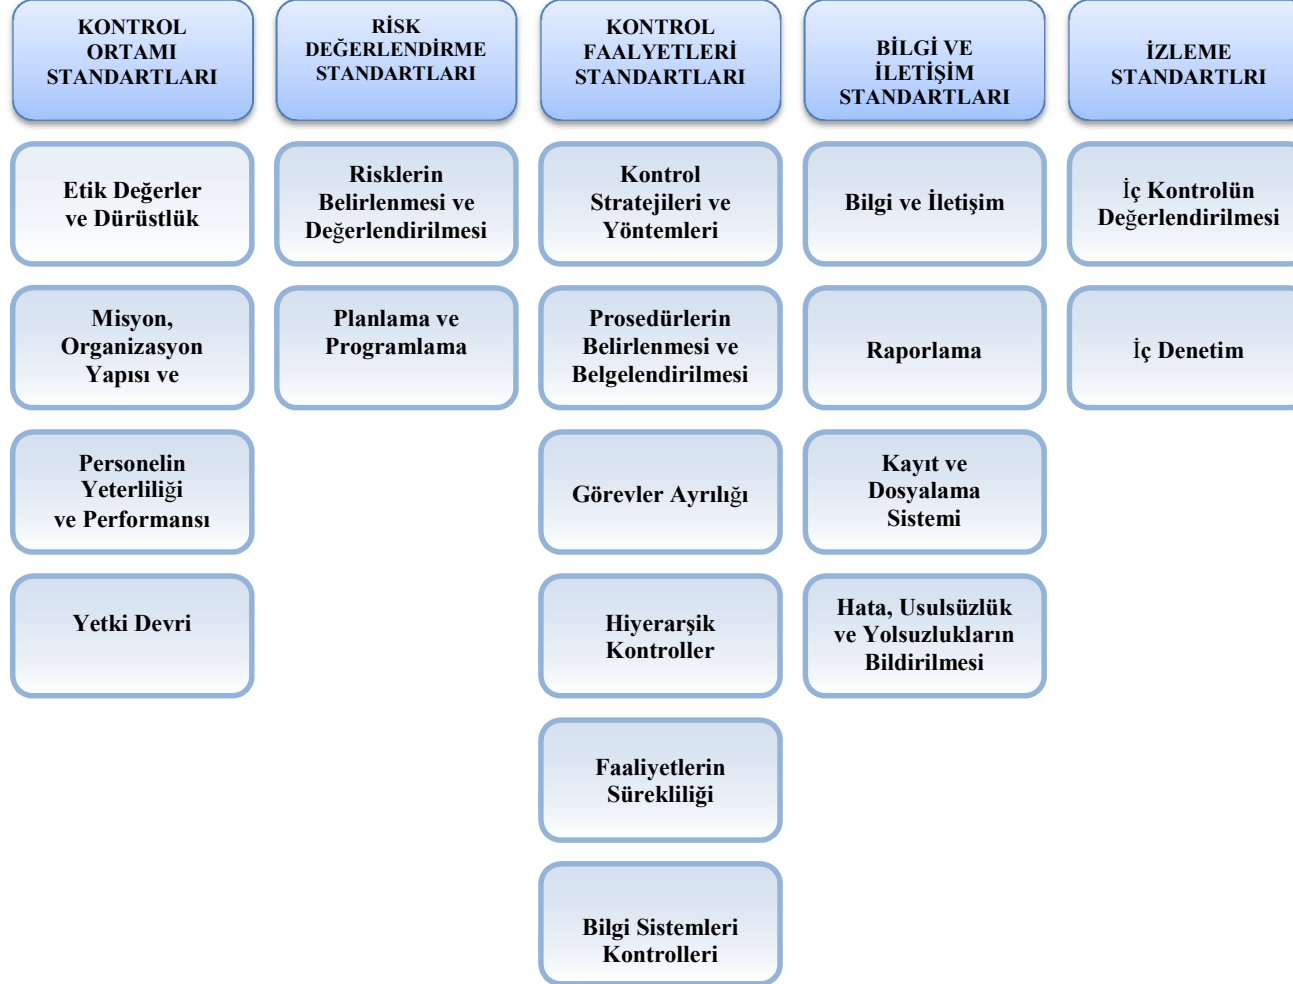 KONTROL
ORTAMI
STANDARTLARI
RİSK
DEĞERLENDİRME
STANDARTLARI
KONTROL
FAALYETLERİ
STANDARTLARI
BİLGİ VE
İLETİŞİM
STANDARTLARI
İZLEME
STANDARTLRI
Etik Değerler
ve Dürüstlük
Risklerin
Belirlenmesi ve
Değerlendirilmesi
Kontrol
Stratejileri ve
Yöntemleri
Bilgi ve İletişim
İç Kontrolün
Değerlendirilmesi
Misyon,
Organizasyon
Yapısı ve
Planlama ve
Programlama
Prosedürlerin
Belirlenmesi ve
Belgelendirilmesi
Raporlama
İç Denetim
Personelin
Yeterliliği
ve Performansı
Görevler Ayrılığı
Kayıt ve
Dosyalama
Sistemi
Yetki Devri
Hiyerarşik
Kontroller
Hata, Usulsüzlük
ve Yolsuzlukların
Bildirilmesi
Faaliyetlerin
Sürekliliği
Bilgi Sistemleri
Kontrolleri